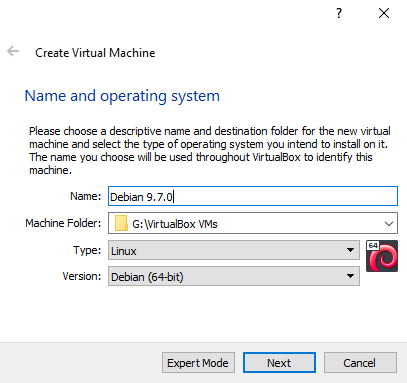 ?
Create Virtual Machine
Name and operating system
Please choose a descriptive name and destination folder for the new virtual
machine and select the type of operating system you intend to install on it.
The name you choose will be used throughout VirtualBox to identify this
machine.
Name: Debian 9.7.0
Machine Folder: G:\VirtualBox VMs
Type: Linux
64
Version: Debian (64-bit)
Expert Mode Next Cancel